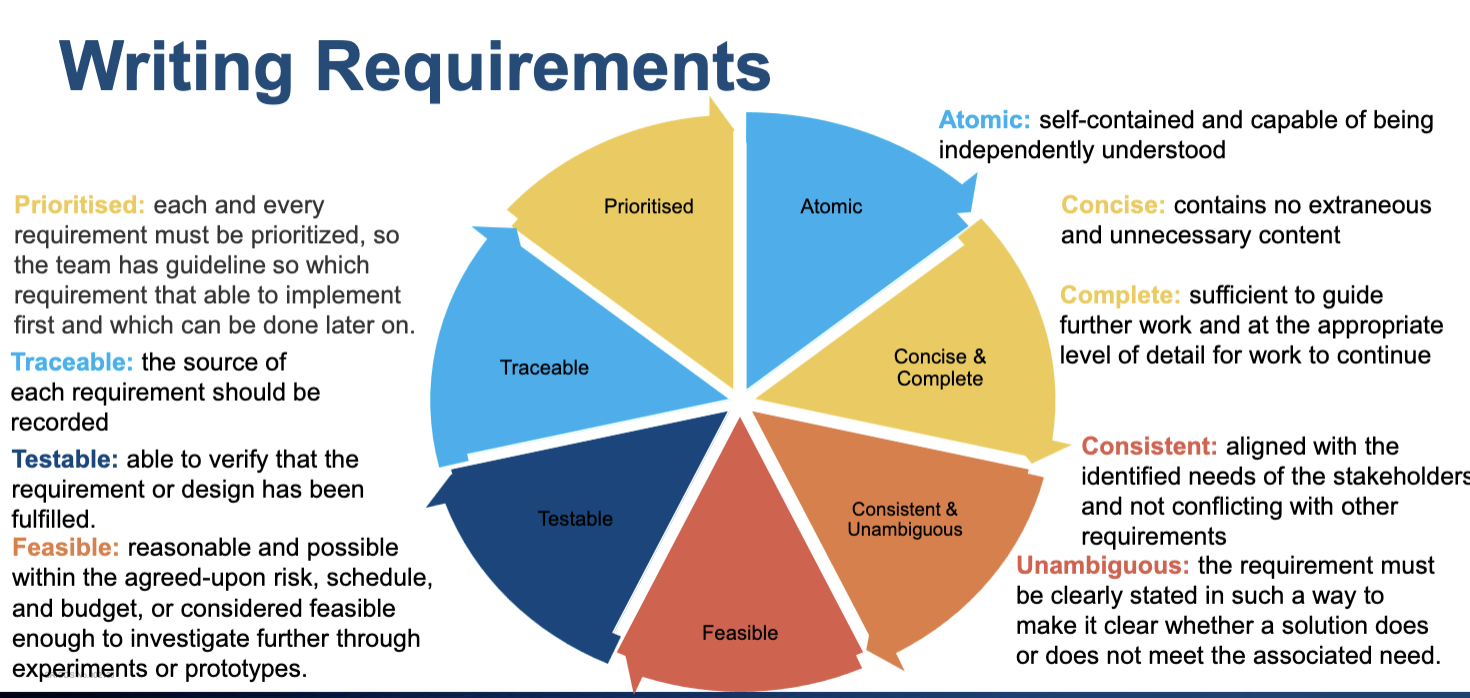 Writing Requirements
Atomic: self-contained and capable of being
independently understood
Concise: contains no extraneous
and unnecessary content
Complete: sufficient to guide
further work and at the appropriate
level of detail for work to continue
Consistent: aligned with the
identified needs of the stakeholders
and not conflicting with other
requirements
Unambiguous: the requirement must
be clearly stated in such a way to
make it clear whether a solution does
or does not meet the associated need.
Prioritised: each and every
requirement must be prioritized, so
the team has guideline so which
requirement that able to implement
first and which can be done later on.
Traceable: the source of
each requirement should be
recorded
Testable: able to verify that the
requirement or design has been
fulfilled.
Feasible: reasonable and possible
within the agreed-upon risk, schedule,
and budget, or considered feasible
enough to investigate further through
experiments or prototypes.
Prioritised
Atomic
Traceable
Concise &
Complete
Testable
Consistent &
Unambiguous
Feasible